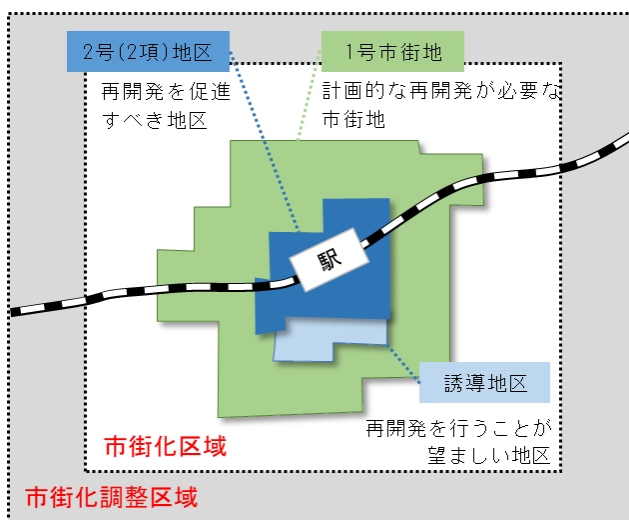 2号(2項)地区
再開発を促進
すべき地区
1号市街地
計画的な再開発が必要な
市街地
駅
誘導地区
再開発を行うことが
望ましい地区
市街化区域
市街化調整区域